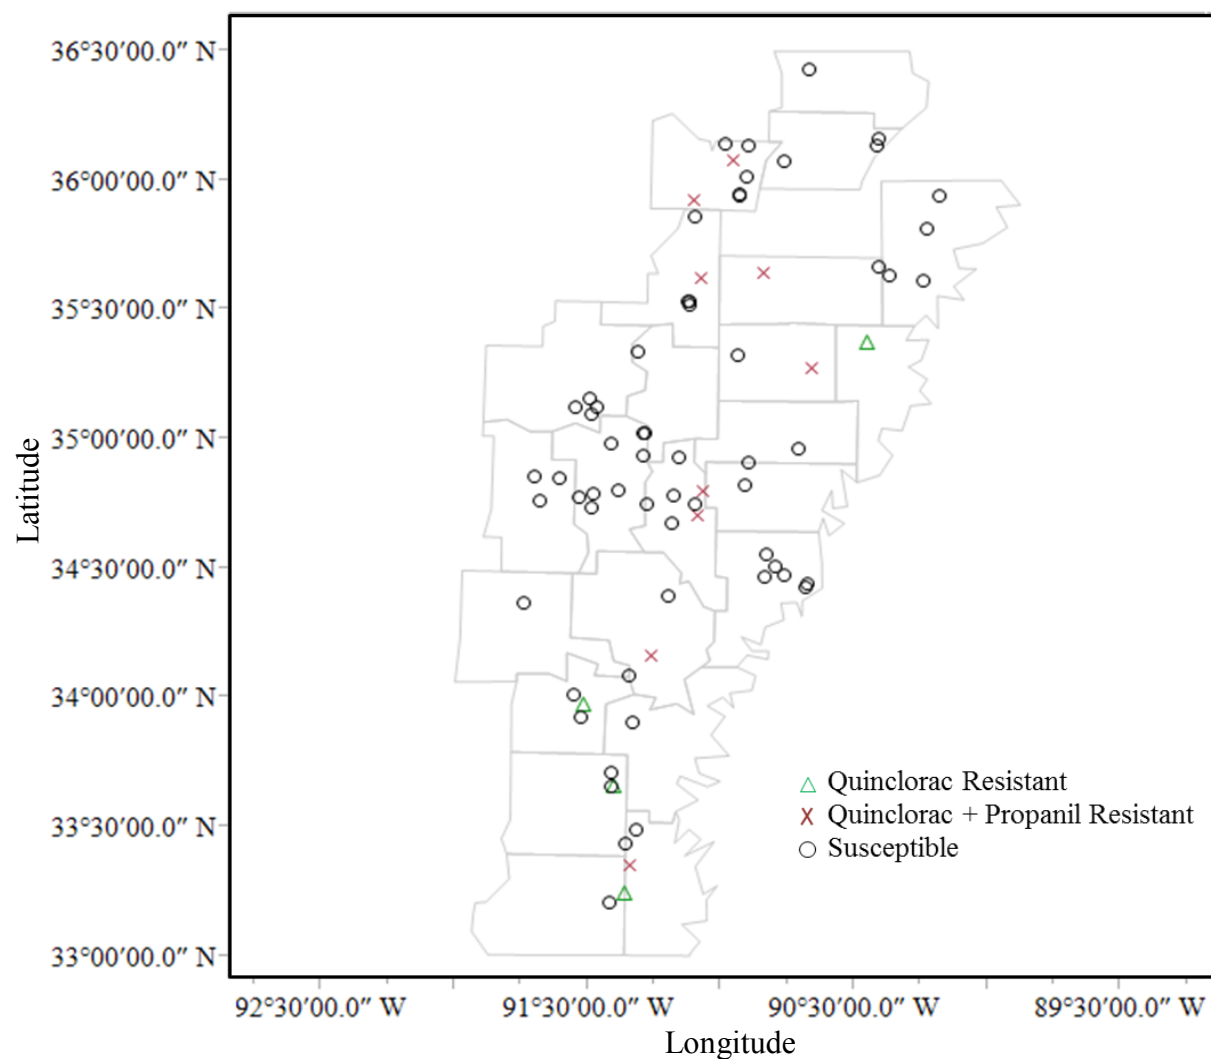 36°30′00.0″ N
36°00′00.0″ N
35°30′00.0″ N
35°00′00.0″ N
34°30′00.0″ N
34°00′00.0″ N
33°30′00.0″ N
33°00′00.0″ N
Latitude
Quinclorac Resistant
Quinclorac + Propanil Resistant
Susceptible
92°30′00.0″ W 91°30′00.0″ W 90°30′00.0″ W 89°30′00.0″ W
Longitude